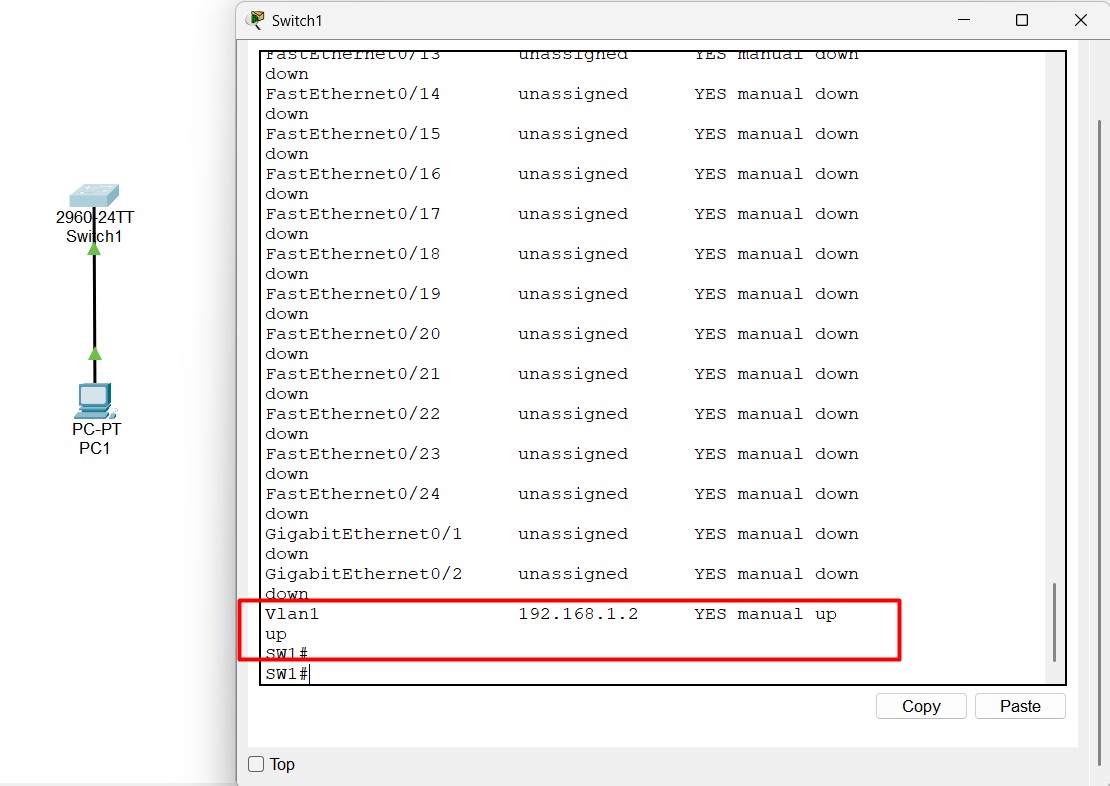 Switch1
FastEthernet0/13 unassigned YES manual down
down
FastEthernet0/14 unassigned YES manual down
down
FastEthernet0/15 unassigned YES manual down
down
FastEthernet0/16 unassigned YES manual down
down
FastEthernet0/17 unassigned YES manual down
down
FastEthernet0/18 unassigned YES manual down
down
FastEthernet0/19 unassigned YES manual down
down
FastEthernet0/20 unassigned YES manual down
down
FastEthernet0/21 unassigned YES manual down
down
FastEthernet0/22 unassigned YES manual down
down
FastEthernet0/23 unassigned YES manual down
down
FastEthernet0/24 unassigned YES manual down
down
GigabitEthernet0/1 unassigned YES manual down
down
GigabitEthernet0/2 unassigned YES manual down
down
Vlan1 192.168.1.2 YES manual up
up
SW1#
SW1#
Copy
Paste
Top
2960-24TT
Switch1
PC-PT
PC1